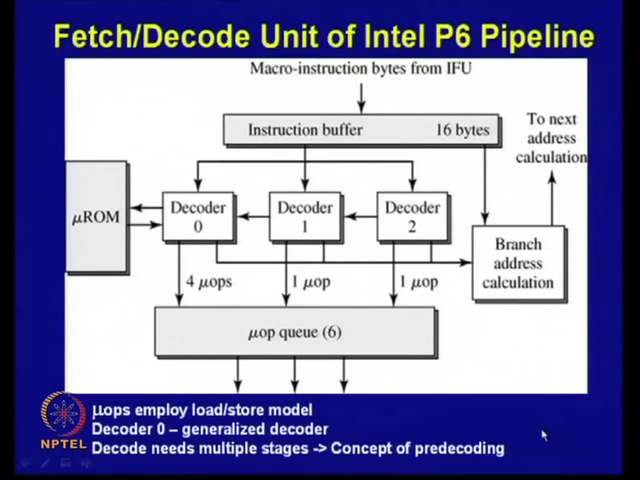 Fetch/Decode Unit of Intel P6 Pipeline
Macro-instruction bytes from IFU
To next
address
calculation
Instruction buffer 16 bytes
μROM
Decoder
0
Decoder
1
Decoder
2
Branch
address
calculation
4 μops
1 μop
1 μop
μop queue (6)
μops employ load/store model
Decoder 0 – generalized decoder
Decode needs multiple stages -> Concept of predecoding
NPTEL